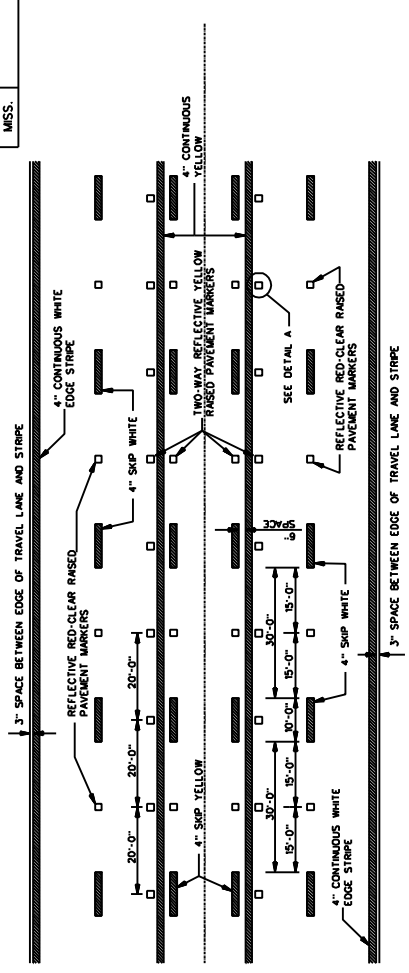 MISS.
3" SPACE BETWEEN EDGE OF TRAVEL LANE AND STRIPE
4" CONTINUOUS WHITE
EDGE STRIPE
REFLECTIVE RED-CLEAR RAISED
PAVEMENT MARKERS
4" SKIP WHITE
20'-0"
20'-0"
20'-0"
4" CONTINUOUS
YELLOW
TWO-WAY REFLECTIVE YELLOW
RAISED PAVEMENT MARKERS
4" SKIP YELLOW
6"
SPACE
SEE DETAIL A
30'-0"
30'-0"
15'-0"
15'-0"
10'-0"
15'-0"
15'-0"
4" SKIP WHITE
REFLECTIVE RED-CLEAR RAISED
PAVEMENT MARKERS
4" CONTINUOUS WHITE
EDGE STRIPE
3" SPACE BETWEEN EDGE OF TRAVEL LANE AND STRIPE